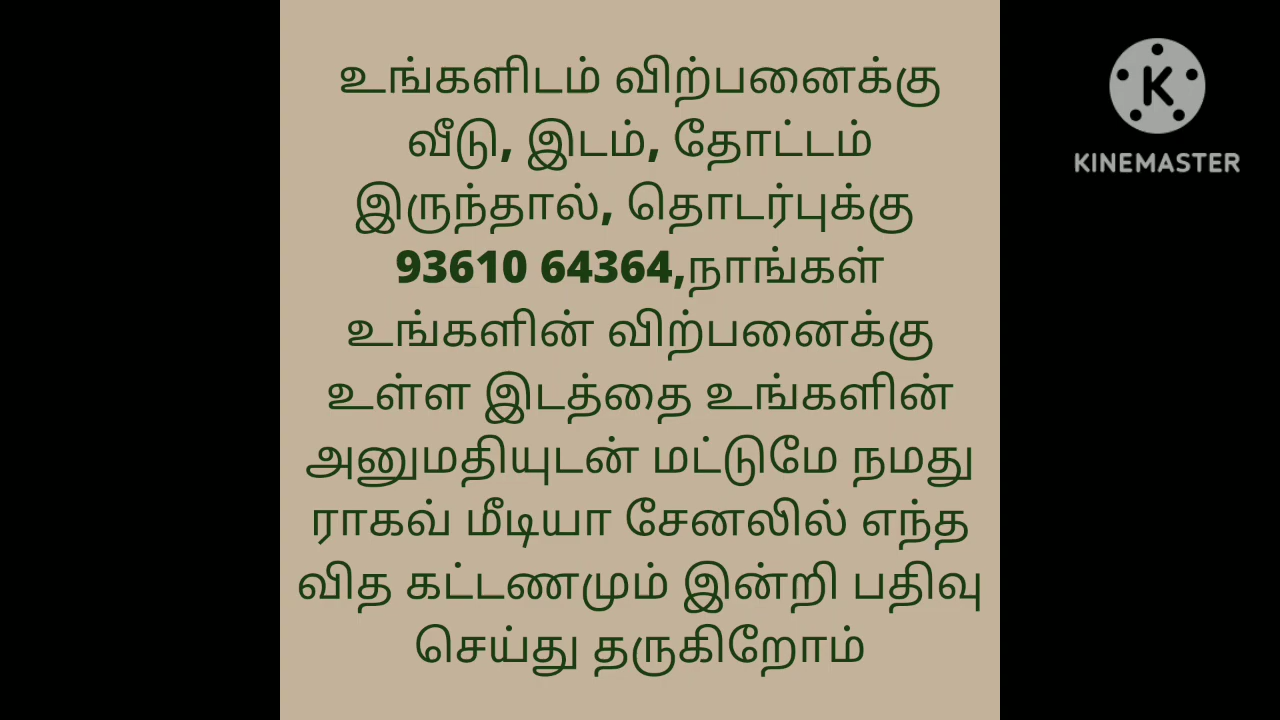 உங்களிடம் விற்பனைக்கு
வீடு, இடம், தோட்டம்
இருந்தால், தொடர்புக்கு
93610 64364,நாங்கள்
உங்களின் விற்பனைக்கு
உள்ள இடத்தை உங்களின்
அனுமதியுடன் மட்டுமே நமது
ராகவ் மீடியா சேனலில் எந்த
வித கட்டணமும் இன்றி பதிவு
செய்து தருகிறோம்
K
KINEMASTER